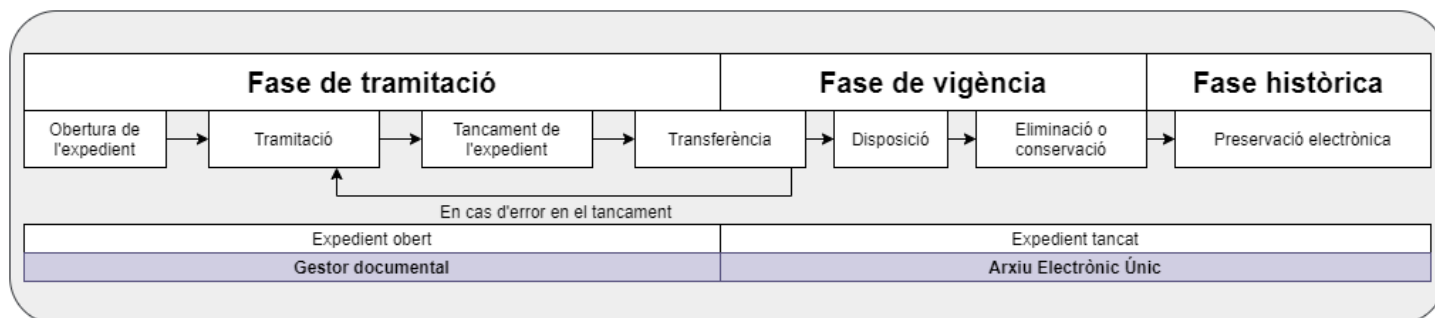 Fase de tramitació
Fase de vigència
Fase històrica
Obertura de
l'expedient
Tramitació
Tancament de
l'expedient
Transferència
Disposició
Eliminació o
conservació
Preservació electrònica
En cas d'error en el tancament
Expedient obert
Expedient tancat
Gestor documental
Arxiu Electrònic Únic